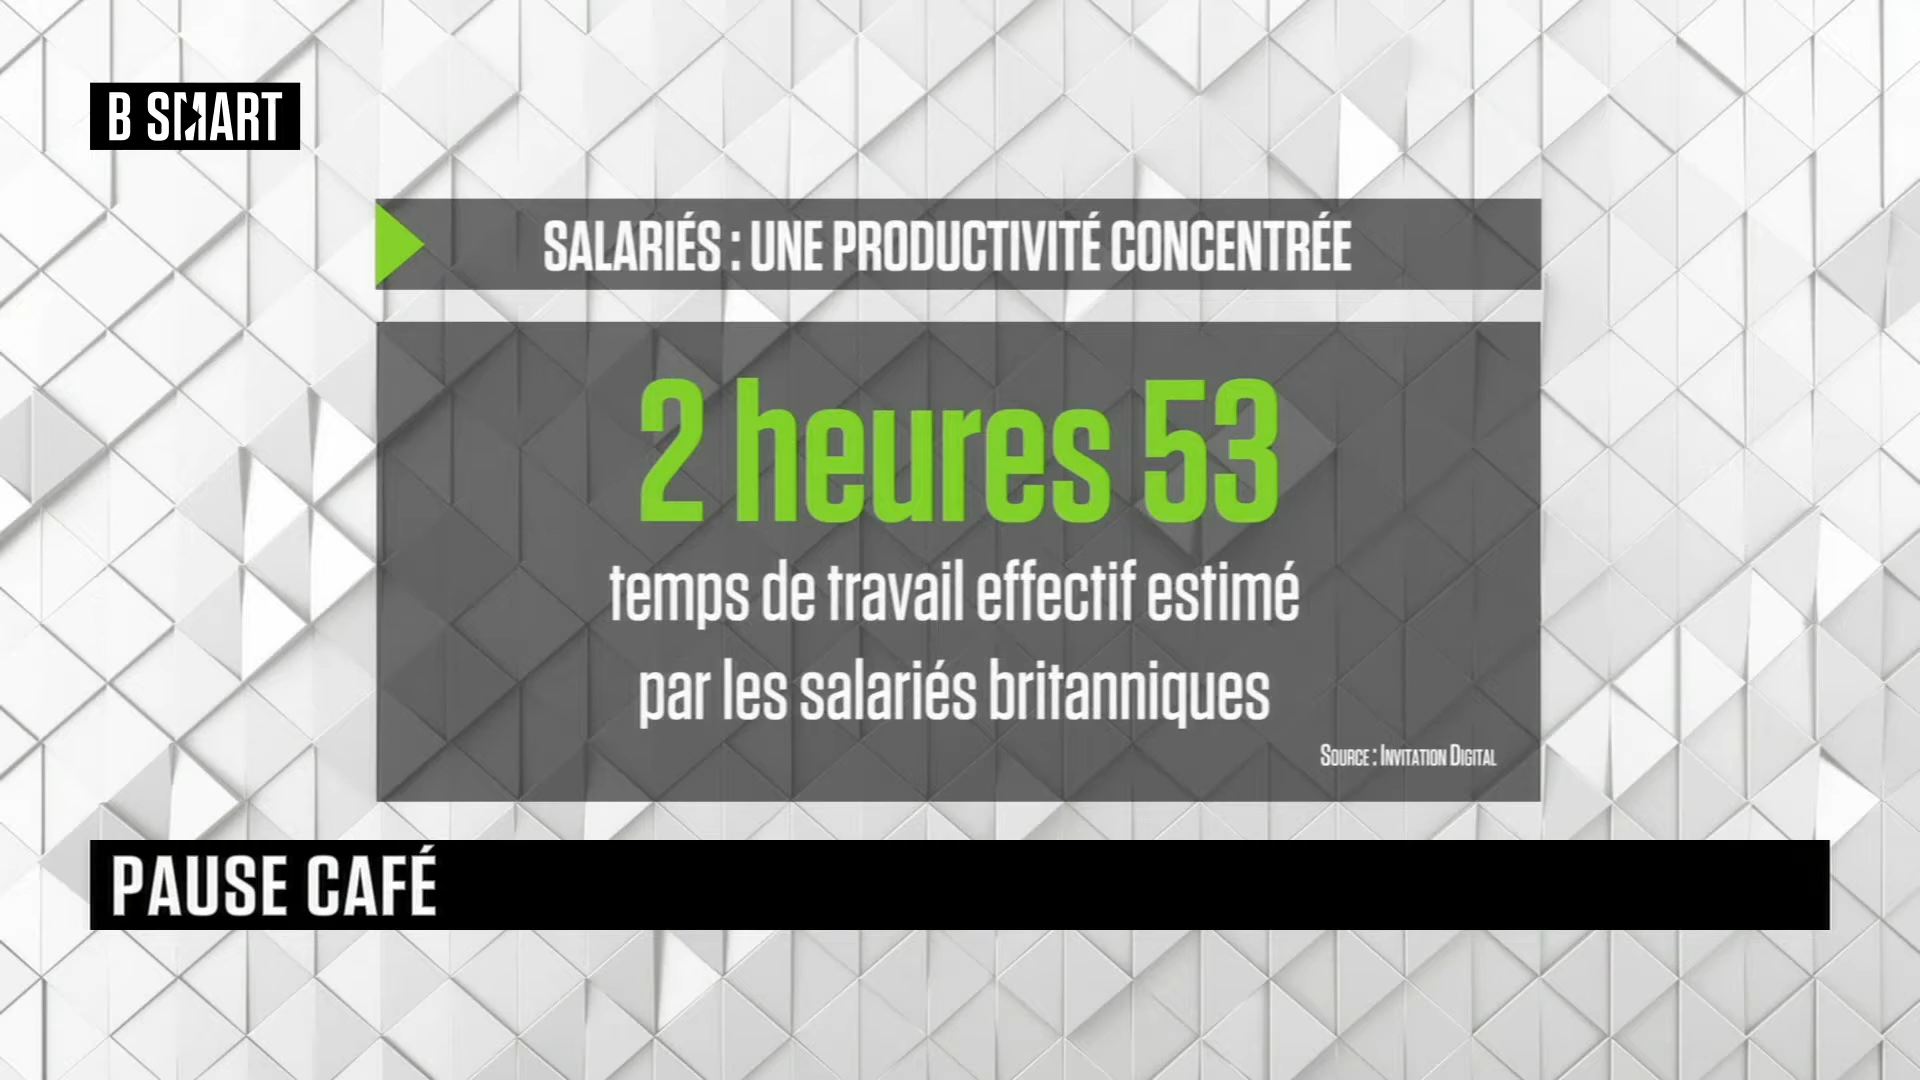 B SMART
SALARIÉS : UNE PRODUCTIVITÉ CONCENTRÉE
2 heures 53
temps de travail effectif estimé
par les salariés britanniques
SOURCE : INVITATION DIGITAL
PAUSE CAFÉ